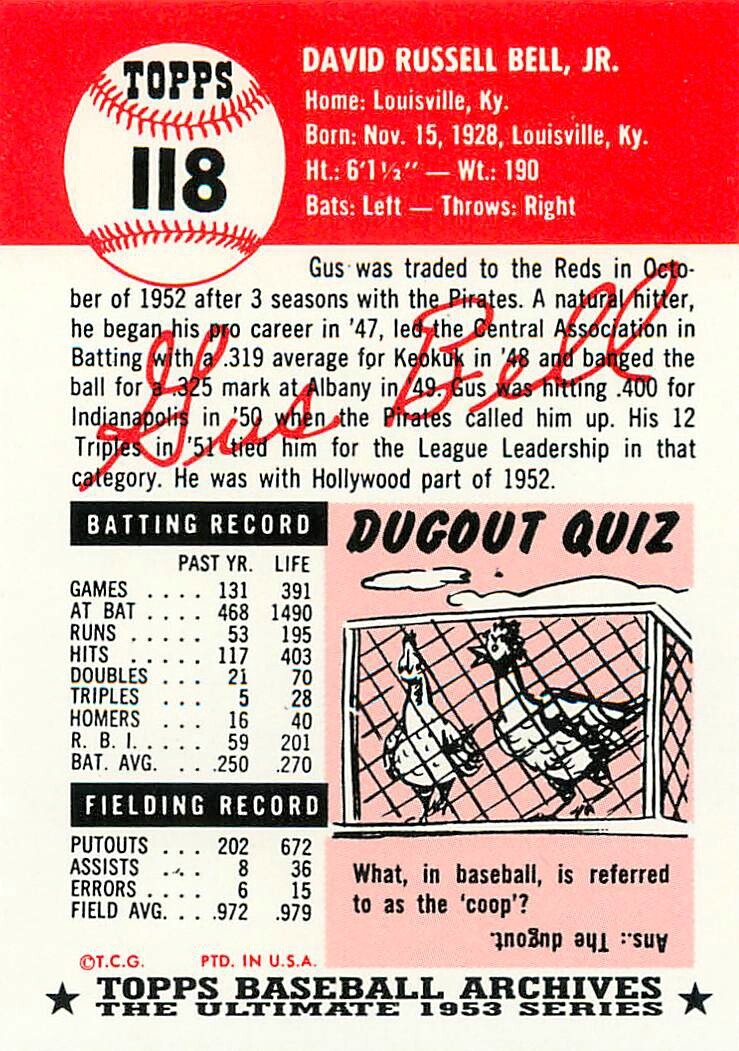 TOPPS
118
DAVID RUSSELL BELL, JR.
Home: Louisville, Ky.
Born: Nov. 15, 1928, Louisville, Ky.
Ht.: 6'1½" — Wt.: 190
Bats: Left — Throws: Right
Gus was traded to the Reds in Octo-
ber of 1952 after 3 seasons with the Pirates. A natural hitter,
he began his pro career in '47, led the Central Association in
Batting with a .319 average for Keokuk in '48 and banged the
ball for a .325 mark at Albany in '49. Gus was hitting .400 for
Indianapolis in '50 when the Pirates called him up. His 12
Triples in '51 tied him for the League Leadership in that
category. He was with Hollywood part of 1952.
Gus Bell
BATTING RECORD
PAST YR. LIFE
GAMES .... 131 391
AT BAT .... 468 1490
RUNS ..... 53 195
HITS ..... 117 403
DOUBLES ... 21 70
TRIPLES ... 5 28
HOMERS ... 16 40
R. B. I. .... 59 201
BAT. AVG. ... .250 .270
FIELDING RECORD
PUTOUTS ... 202 672
ASSISTS .... 8 36
ERRORS .... 6 15
FIELD AVG. ... .972 .979
DUGOUT QUIZ
What, in baseball, is referred
to as the 'coop'?
Ans.: The dugout.
©T.C.G. PTD. IN U.S.A.
★ TOPPS BASEBALL ARCHIVES ★
THE ULTIMATE 1953 SERIES